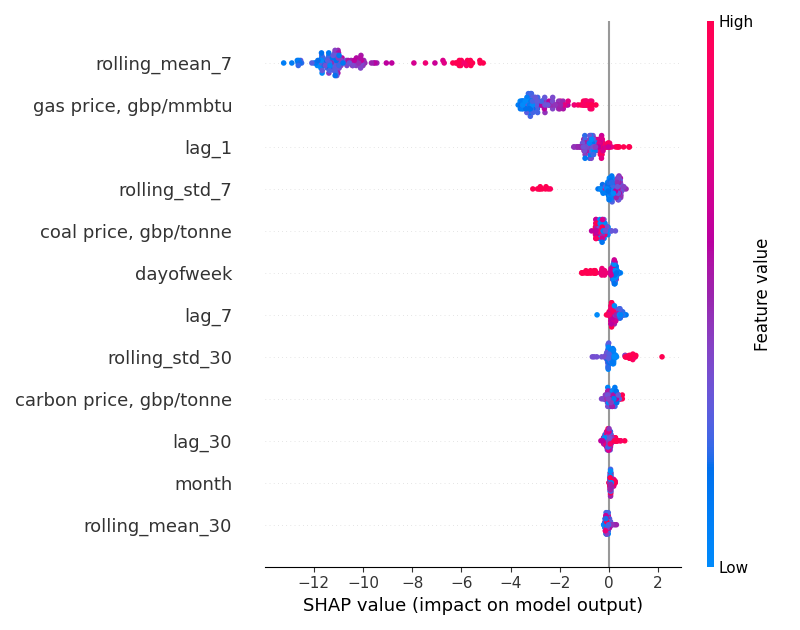 High
rolling_mean_7
gas price, gbp/mmbtu
lag_1
rolling_std_7
coal price, gbp/tonne
dayofweek
lag_7
rolling_std_30
carbon price, gbp/tonne
lag_30
month
rolling_mean_30
Feature value
Low
−12 −10 −8 −6 −4 −2 0 2
SHAP value (impact on model output)